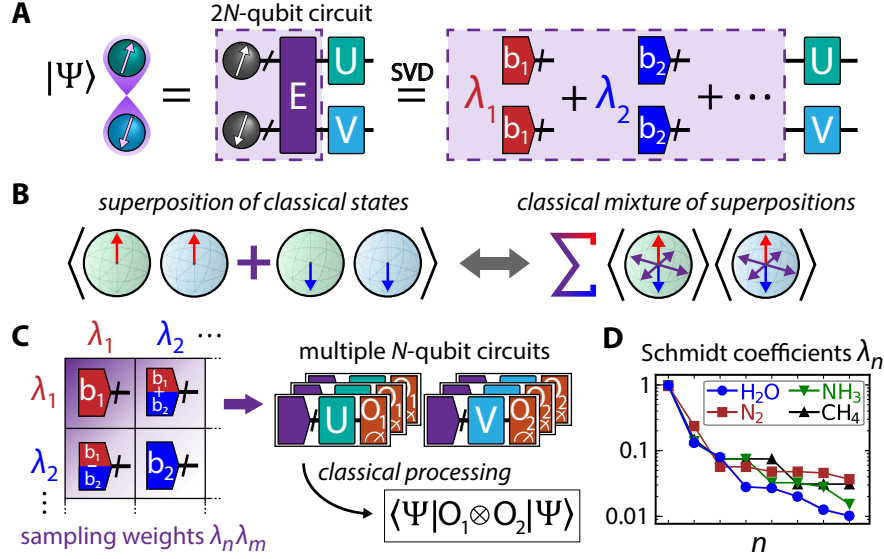 A
2N-qubit circuit
|Ψ⟩ = E U V = SVD λ₁ b₁ b₁ + λ₂ b₂ b₂ + ⋯ U V
B
superposition of classical states
classical mixture of superpositions
⟨ + ⟩ Σ ⟨ ⟩ ⟨ ⟩
C
λ₁ λ₂ ⋯
λ₁ b₁ b₁ + b₂
λ₂ b₁ − b₂ b₂
⋮
sampling weights λₙλₘ
multiple N-qubit circuits
U O₁ V O₂
classical processing
⟨Ψ|O₁⊗O₂|Ψ⟩
D
Schmidt coefficients λₙ
1
0.10
0.01
H₂O
N₂
NH₃
CH₄
n